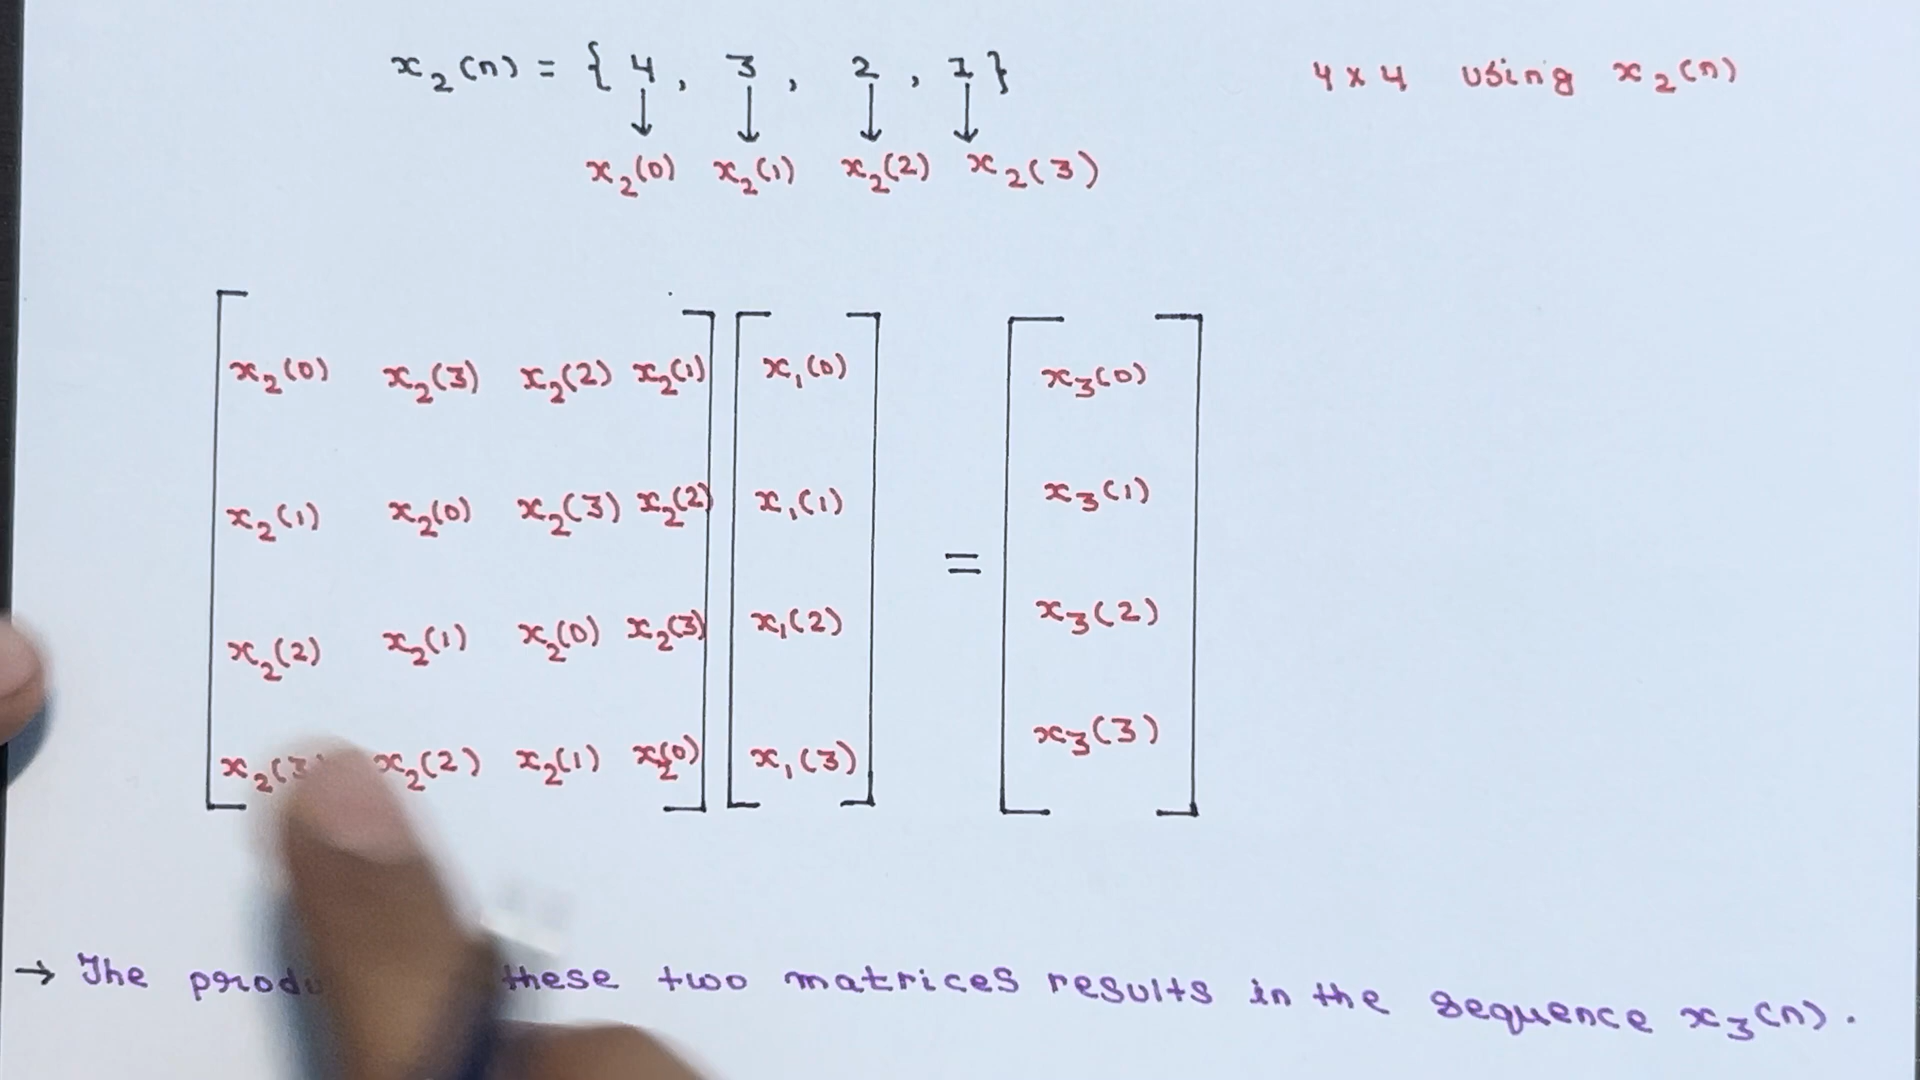 x₂(n) = { 4, 3, 2, 1 } 4 x 4 using x₂(n)
↓ ↓ ↓ ↓
x₂(0) x₂(1) x₂(2) x₂(3)
x₂(0) x₂(3) x₂(2) x₂(1) x₁(0) x₃(0)
x₂(1) x₂(0) x₂(3) x₂(2) x₁(1) x₃(1)
=
x₂(2) x₂(1) x₂(0) x₂(3) x₁(2) x₃(2)
x₂(3) x₂(2) x₂(1) x₂(0) x₁(3) x₃(3)
→ The these two matrices results in the sequence x₃(n).